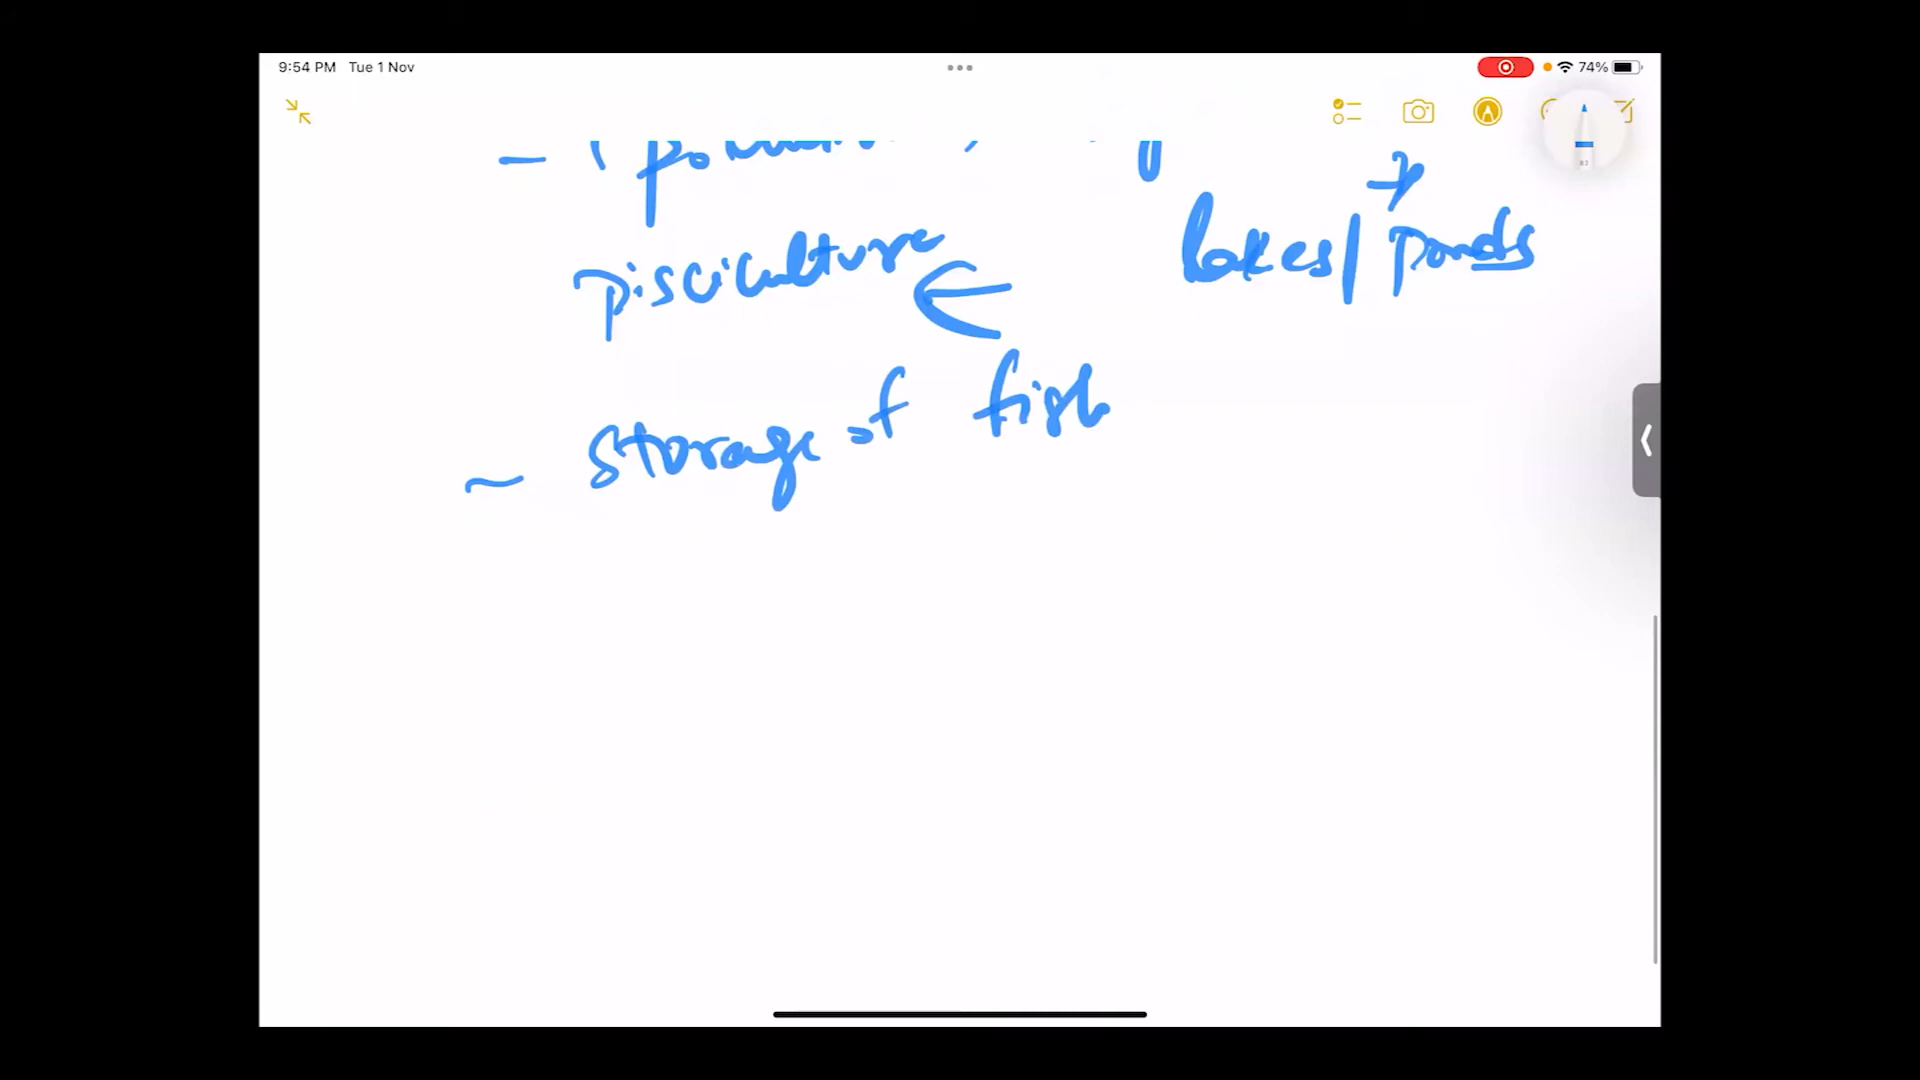 9:54 PM Tue 1 Nov
74%
lakes/ ponds
pisciculture
~ storage of fish